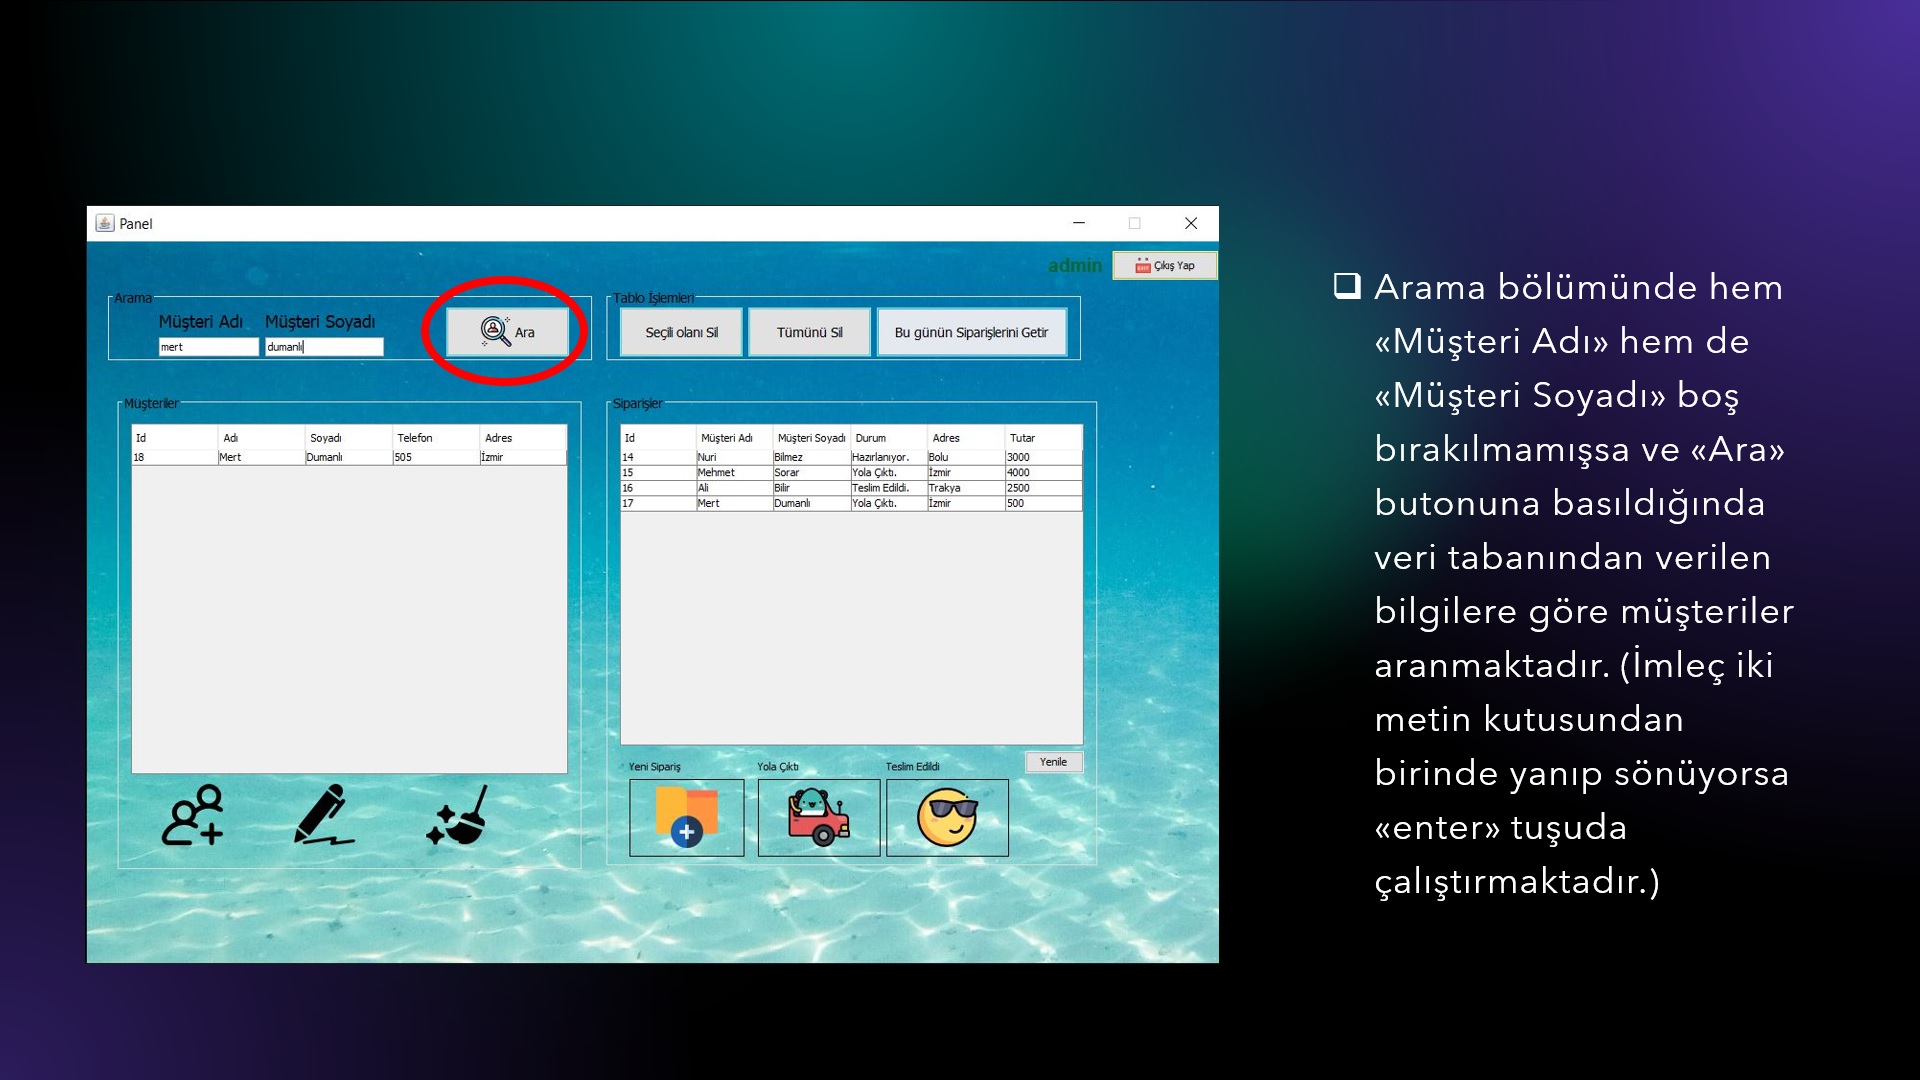 Panel
admin
Çıkış Yap
Arama
Müşteri Adı Müşteri Soyadı
mert dumanlı
Ara
Tablo İşlemleri
Seçili olanı Sil Tümünü Sil Bu günün Siparişlerini Getir
Müşteriler
Id Adı Soyadı Telefon Adres
18 Mert Dumanlı 505 İzmir
Siparişler
Id Müşteri Adı Müşteri Soyadı Durum Adres Tutar
14 Nuri Bilmez Hazırlanıyor. Bolu 3000
15 Mehmet Sorar Yola Çıktı. İzmir 4000
16 Ali Bilir Teslim Edildi. Trakya 2500
17 Mert Dumanlı Yola Çıktı. İzmir 500
Yenile
Yeni Sipariş Yola Çıktı Teslim Edildi
Arama bölümünde hem
«Müşteri Adı» hem de
«Müşteri Soyadı» boş
bırakılmamışsa ve «Ara»
butonuna basıldığında
veri tabanından verilen
bilgilere göre müşteriler
aranmaktadır. (İmleç iki
metin kutusundan
birinde yanıp sönüyorsa
«enter» tuşuda
çalıştırmaktadır.)